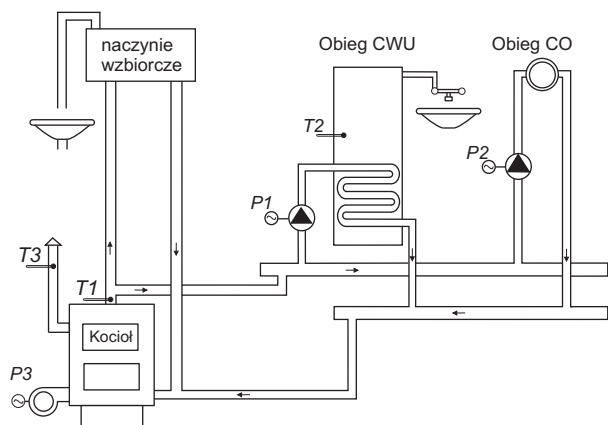 naczynie
wzbiorcze
Obieg CWU
Obieg CO
T2
P2
P1
T3
T1
Kocioł
P3